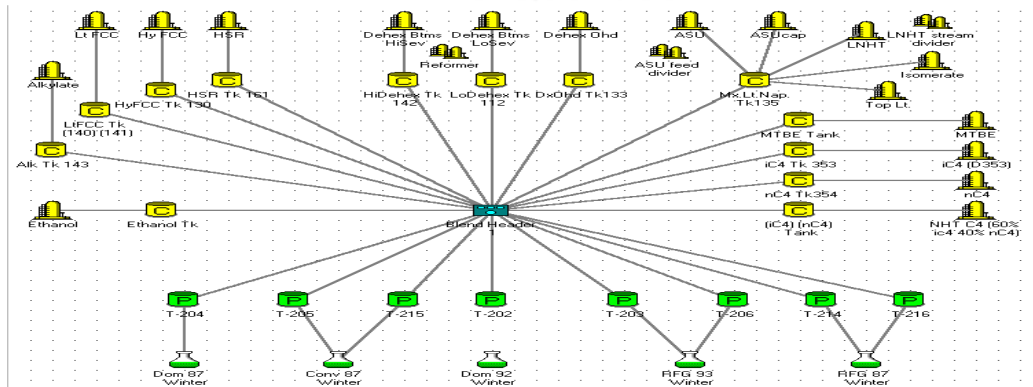 Lt FCC
Hy FCC
HSR
Dehex Btms
HiSev
Dehex Btms
LoSev
Dehex Ohd
ASU
ASUcap
LNHT
LNHT stream
divider
Reformer
ASU feed
divider
Isomerate
Alkylate
HyFCC Tk 130
HSR Tk 161
HiDehex Tk
142
LoDehex Tk
112
DxOhd Tk133
Mx.Lt.Nap.
Tk135
Top Lt.
LtFCC Tk
(140) (141)
MTBE Tank
MTBE
Alk Tk 143
iC4 Tk 353
iC4 (D353)
nC4 Tk354
nC4
Ethanol
Ethanol Tk
Blend Header
1
(iC4) (nC4)
Tank
NHT C4 (60%
ic4 40% nC4)
C
C
C
C
C
C
C
C
C
C
C
C
C
P
P
P
P
P
P
P
P
T-204
T-205
T-215
T-202
T-203
T-206
T-214
T-216
Dom 87
Winter
Conv 87
Winter
Dom 92
Winter
RFG 93
Winter
RFG 87
Winter